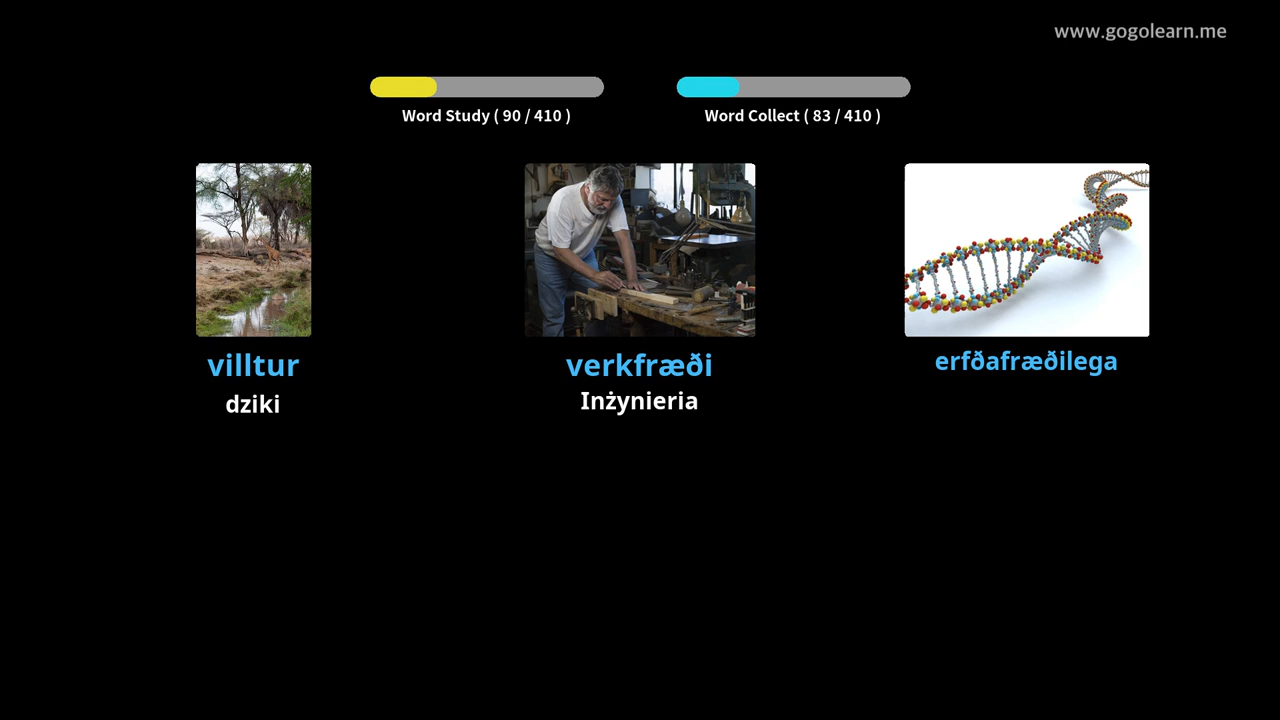 www.gogolearn.me
Word Study ( 90 / 410 )
Word Collect ( 83 / 410 )
villtur
dziki
verkfræði
Inżynieria
erfðafræðilega